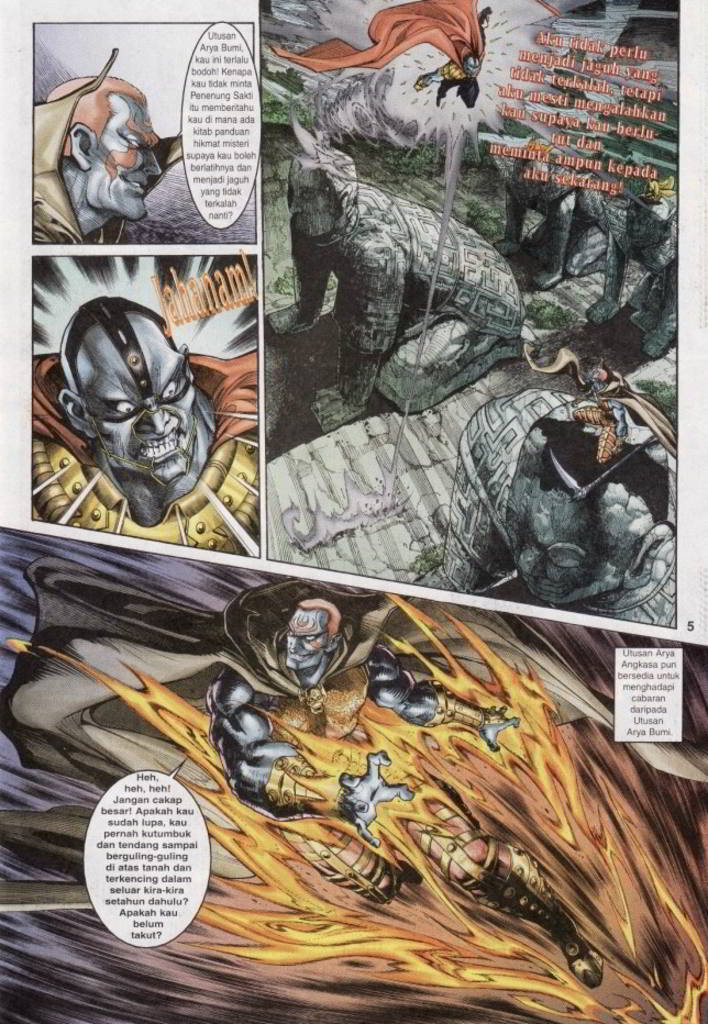 Utusan
Arya Bumi,
kau ini terlalu
bodoh! Kenapa
kau tidak minta
Penenung Sakti
itu memberitahu
kau di mana ada
kitab panduan
hikmat misteri
supaya kau boleh
berlatihnya dan
menjadi jaguh
yang tidak
terkalah
nanti?
Aku tidak perlu
menjadi jaguh yang
tidak terkalah, tetapi
aku mesti mengalahkan
kau supaya kau berlu-
tut dan
meminta ampun kepada
aku sekarang!
Jahanam!
5
Utusan Arya
Angkasa pun
bersedia untuk
menghadapi
cabaran
daripada
Utusan
Arya Bumi.
Heh,
heh, heh!
Jangan cakap
besar! Apakah kau
sudah lupa, kau
pernah kutumbuk
dan tendang sampai
berguling-guling
di atas tanah dan
terkencing dalam
seluar kira-kira
setahun dahulu?
Apakah kau
belum
takut?